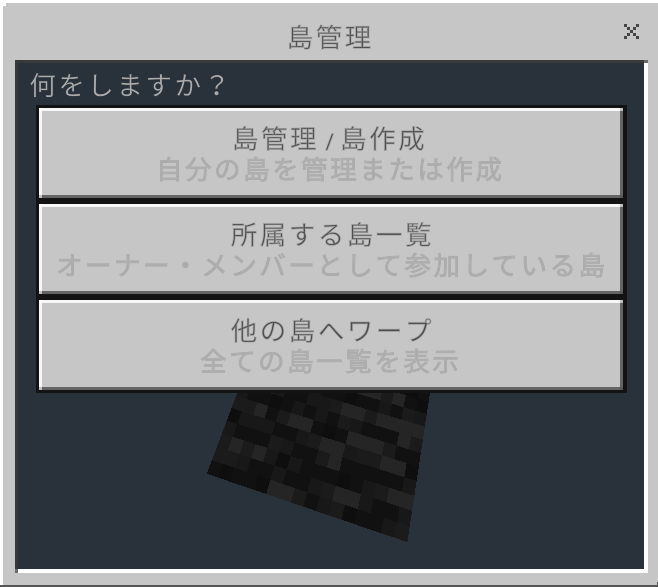 島管理
何をしますか？
島管理 / 島作成
自分の島を管理または作成
所属する島一覧
オーナー・メンバーとして参加している島
他の島へワープ
全ての島一覧を表示